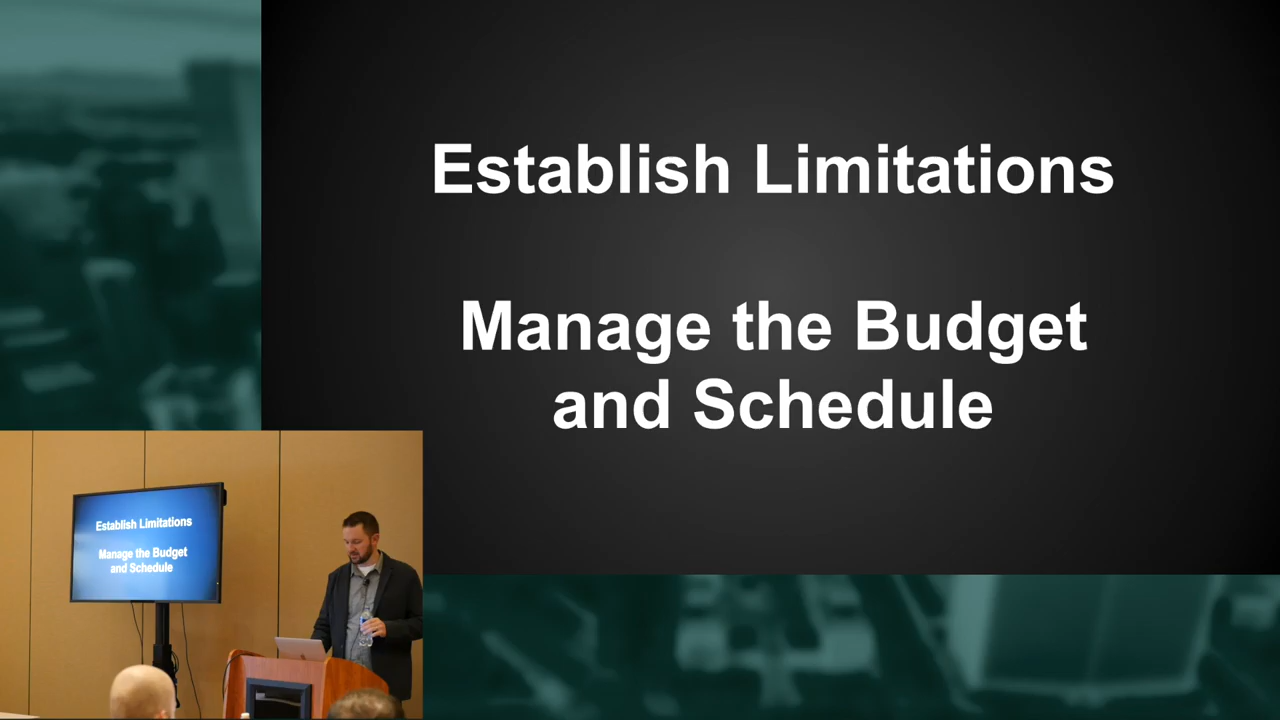 Establish Limitations
Manage the Budget
and Schedule
Establish Limitations
Manage the Budget
and Schedule